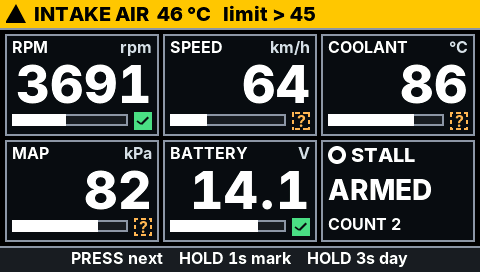 INTAKE AIR 46 °C limit > 45
RPM rpm
3691
SPEED km/h
64
?
COOLANT °C
86
?
MAP kPa
82
?
BATTERY V
14.1
STALL
ARMED
COUNT 2
PRESS next HOLD 1s mark HOLD 3s day